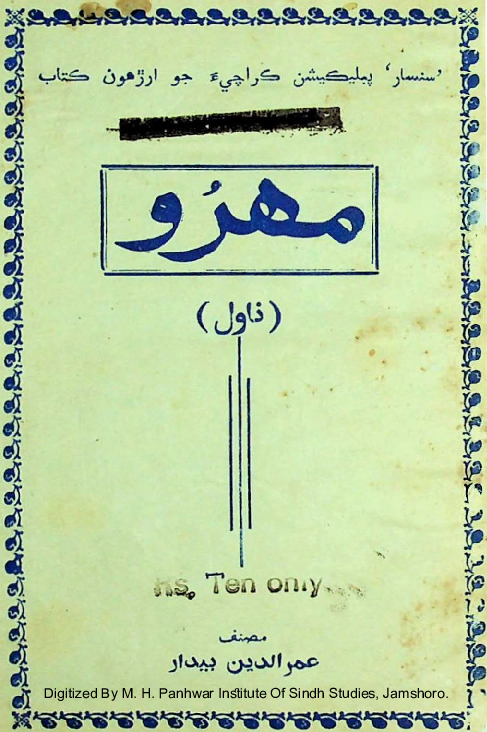 ’سنسار‘ پبليڪيشن ڪراچيءَ جو ارڙهون ڪتاب
مهرُو
(ناول)
Rs. Ten only
مصنف
عمرالدين بيدار
Digitized By M. H. Panhwar Institute Of Sindh Studies, Jamshoro.